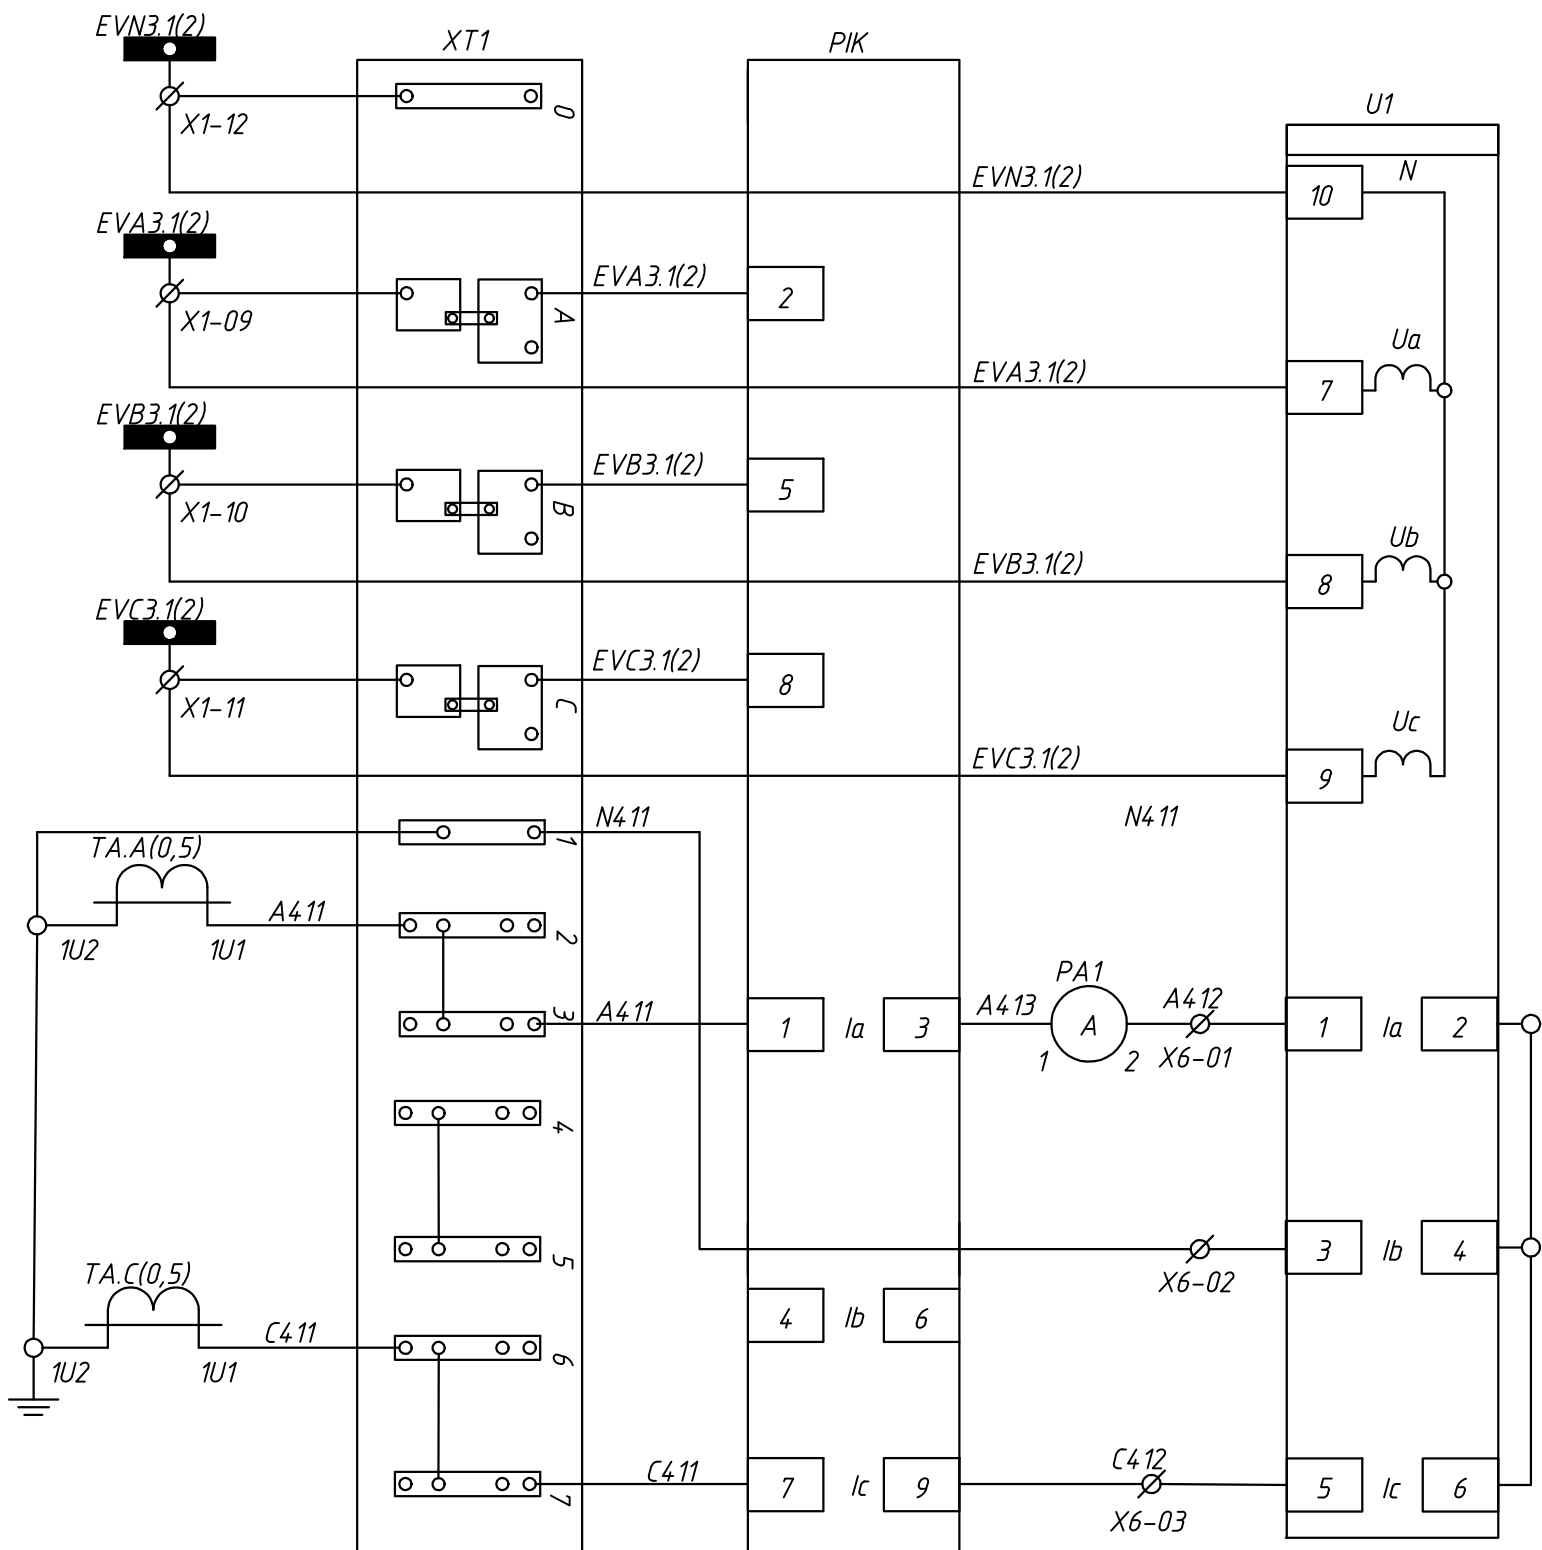 EVN3.1(2)
XT1
PIK
U1
0
X1-12
N
EVN3.1(2)
10
EVA3.1(2)
EVA3.1(2)
2
A
X1-09
Ua
EVA3.1(2)
7
EVB3.1(2)
EVB3.1(2)
5
B
X1-10
Ub
EVB3.1(2)
8
EVC3.1(2)
EVC3.1(2)
8
C
X1-11
Uc
EVC3.1(2)
9
N411
N411
1
TA.A(0,5)
A411
2
1U2
1U1
PA1
3
A411
1
Ia
3
A413
A
A412
1
Ia
2
1
2
X6-01
4
5
3
Ib
4
TA.C(0,5)
X6-02
4
Ib
6
C411
6
1U2
1U1
C411
7
Ic
9
C412
5
Ic
6
7
X6-03